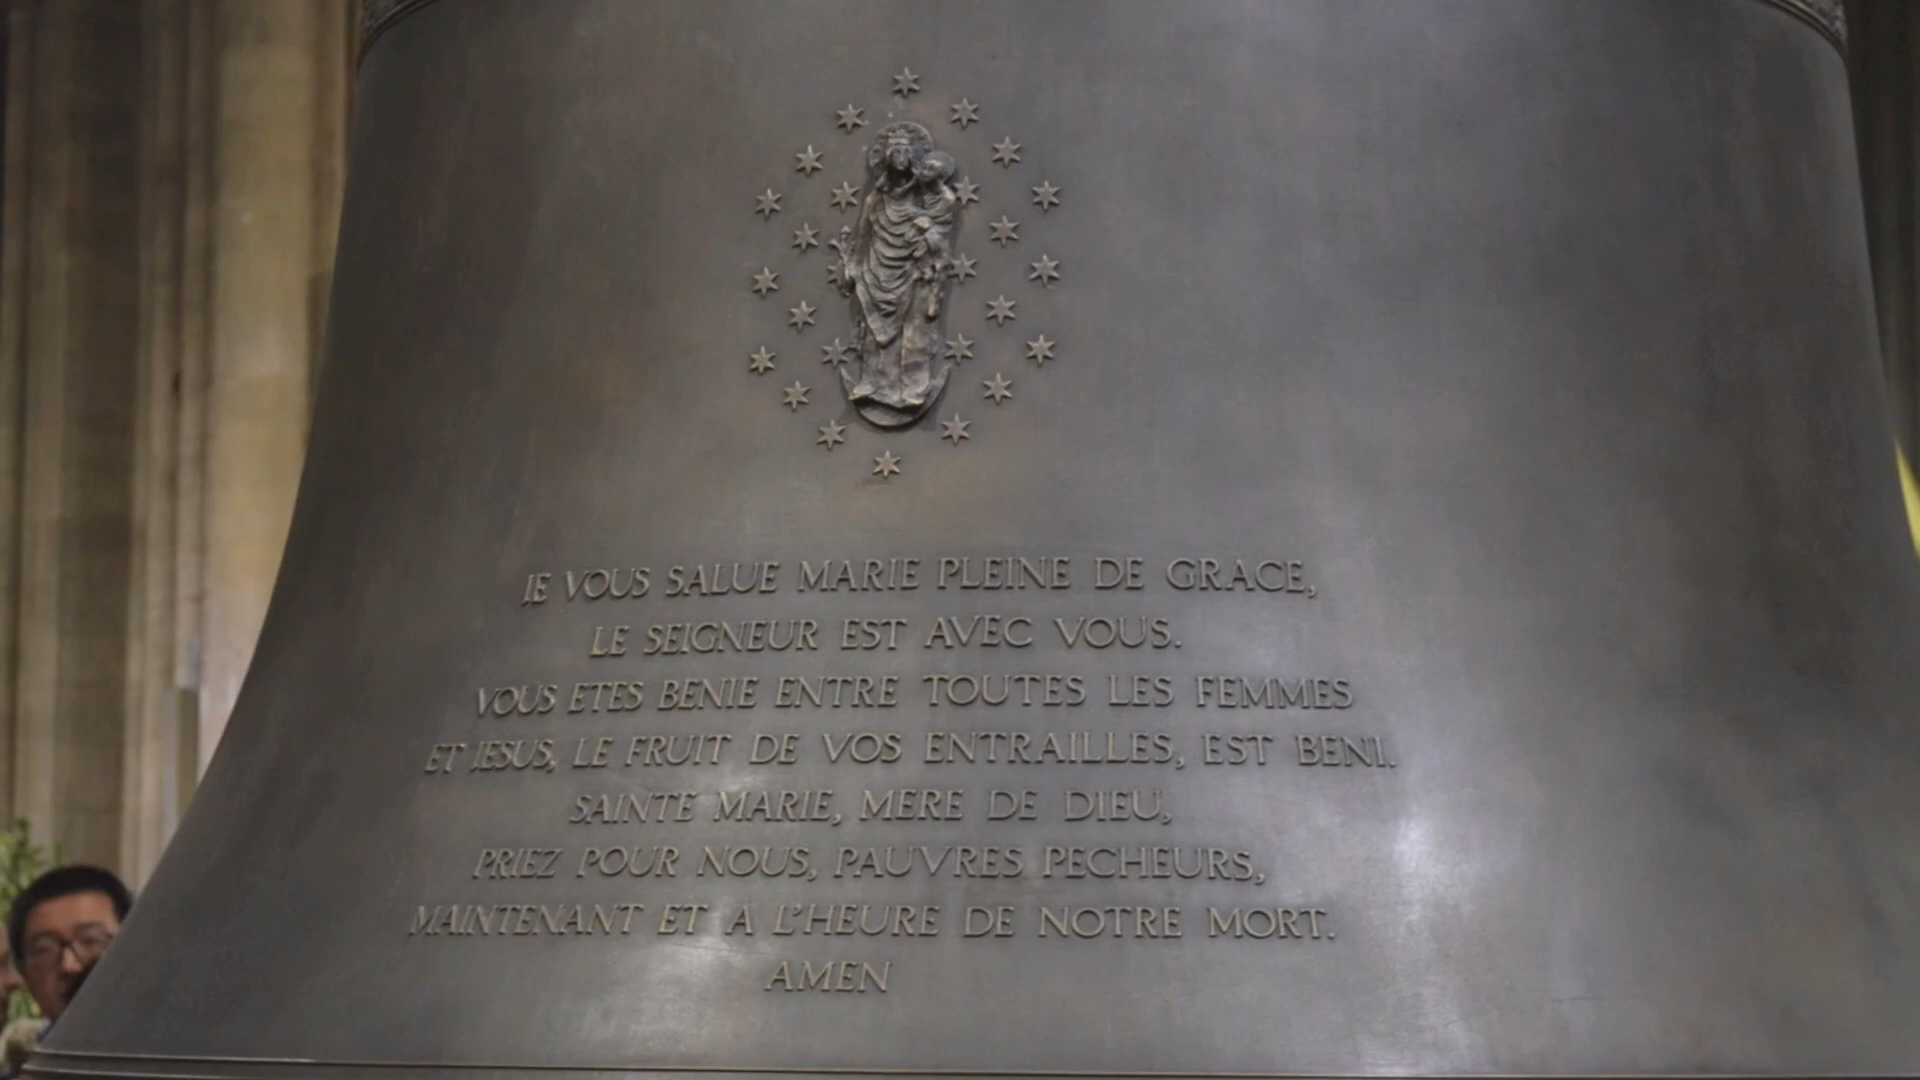 IE VOUS SALUE MARIE PLEINE DE GRACE,
LE SEIGNEUR EST AVEC VOUS.
VOUS ETES BENIE ENTRE TOUTES LES FEMMES
ET IESUS, LE FRUIT DE VOS ENTRAILLES, EST BENI.
SAINTE MARIE, MERE DE DIEU,
PRIEZ POUR NOUS, PAUVRES PECHEURS,
MAINTENANT ET A L'HEURE DE NOTRE MORT.
AMEN